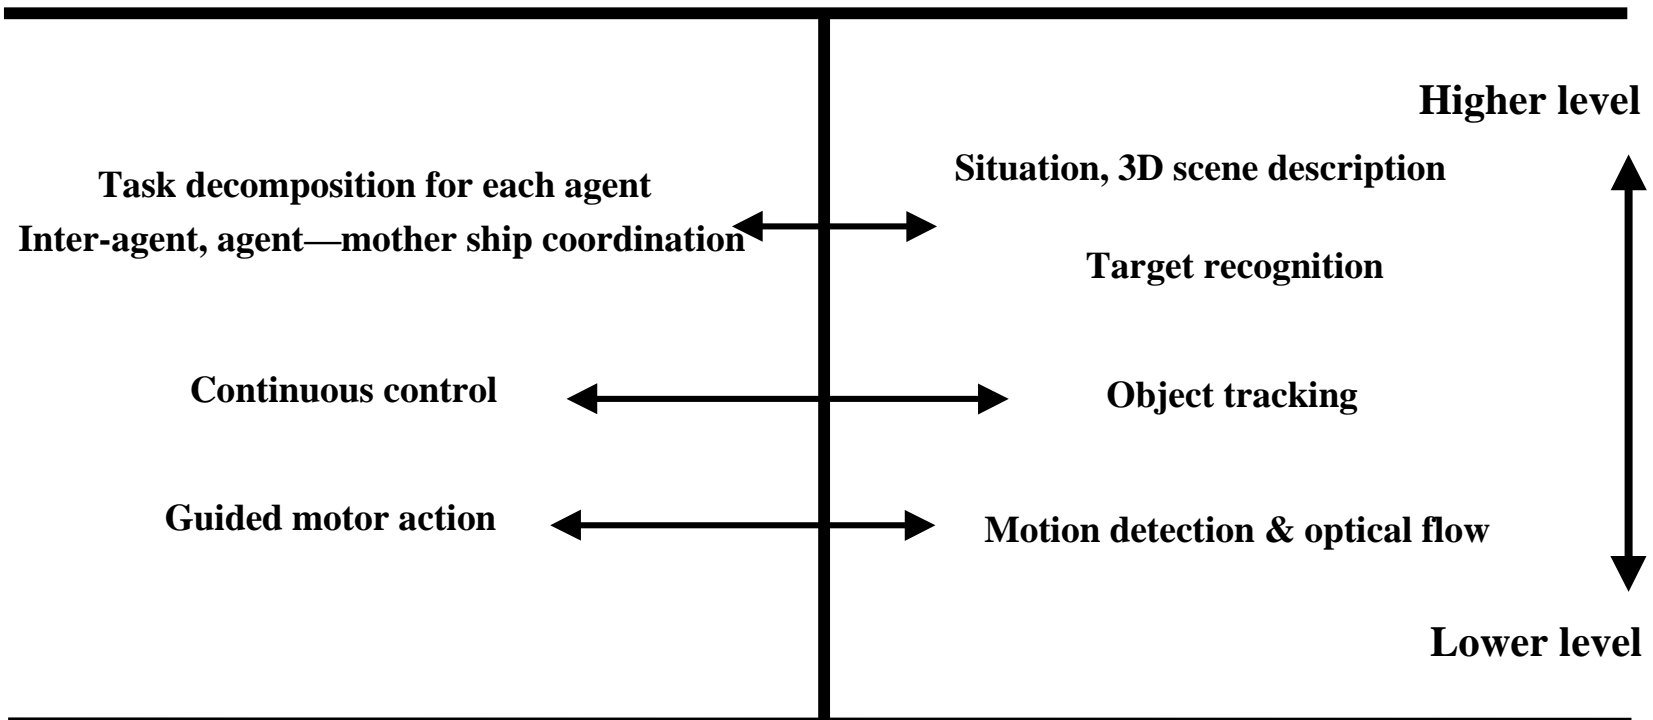 Higher level
Task decomposition for each agent
Inter-agent, agent—mother ship coordination
Situation, 3D scene description
Target recognition
Continuous control
Object tracking
Guided motor action
Motion detection & optical flow
Lower level